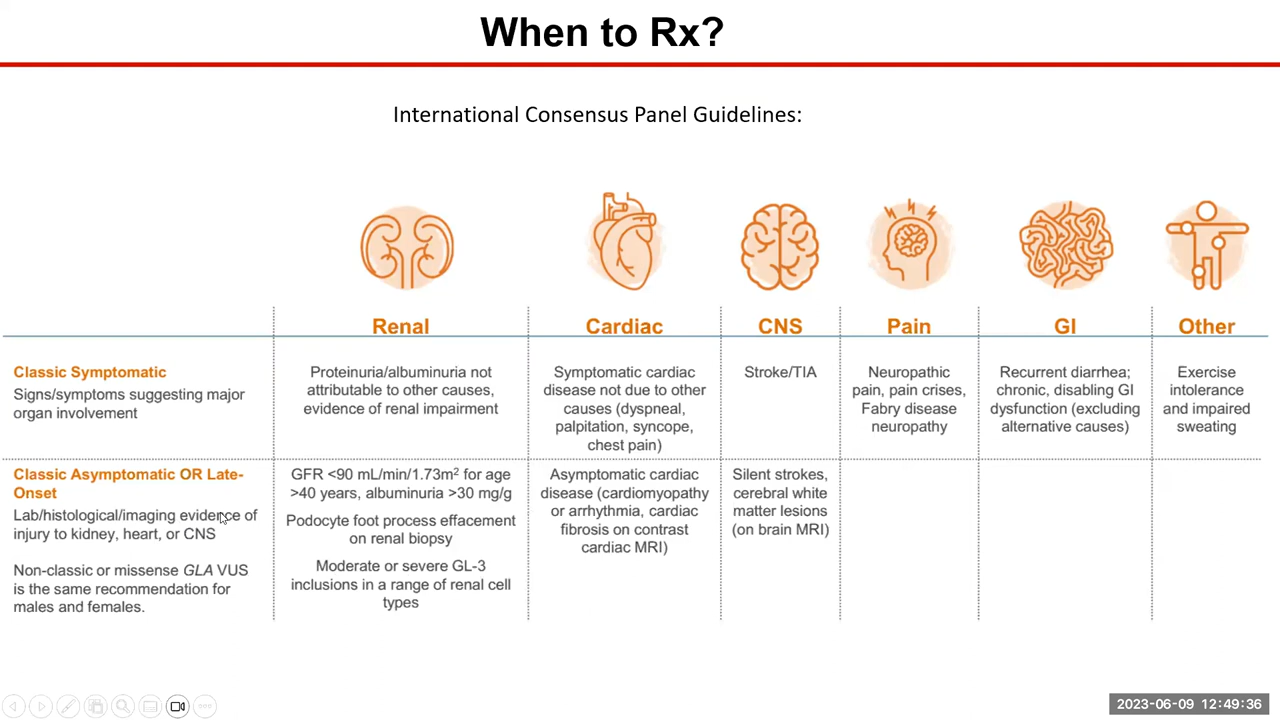 When to Rx?
International Consensus Panel Guidelines:
Renal
Cardiac
CNS
Pain
GI
Other
Classic Symptomatic
Signs/symptoms suggesting major
organ involvement
Proteinuria/albuminuria not
attributable to other causes,
evidence of renal impairment
Symptomatic cardiac
disease not due to other
causes (dyspneal,
palpitation, syncope,
chest pain)
Stroke/TIA
Neuropathic
pain, pain crises,
Fabry disease
neuropathy
Recurrent diarrhea;
chronic, disabling GI
dysfunction (excluding
alternative causes)
Exercise
intolerance
and impaired
sweating
Classic Asymptomatic OR Late-
Onset
Lab/histological/imaging evidence of
injury to kidney, heart, or CNS
Non-classic or missense GLA VUS
is the same recommendation for
males and females.
GFR <90 mL/min/1.73m² for age
>40 years, albuminuria >30 mg/g
Podocyte foot process effacement
on renal biopsy
Moderate or severe GL-3
inclusions in a range of renal cell
types
Asymptomatic cardiac
disease (cardiomyopathy
or arrhythmia, cardiac
fibrosis on contrast
cardiac MRI)
Silent strokes,
cerebral white
matter lesions
(on brain MRI)
2023-06-09 12:49:36